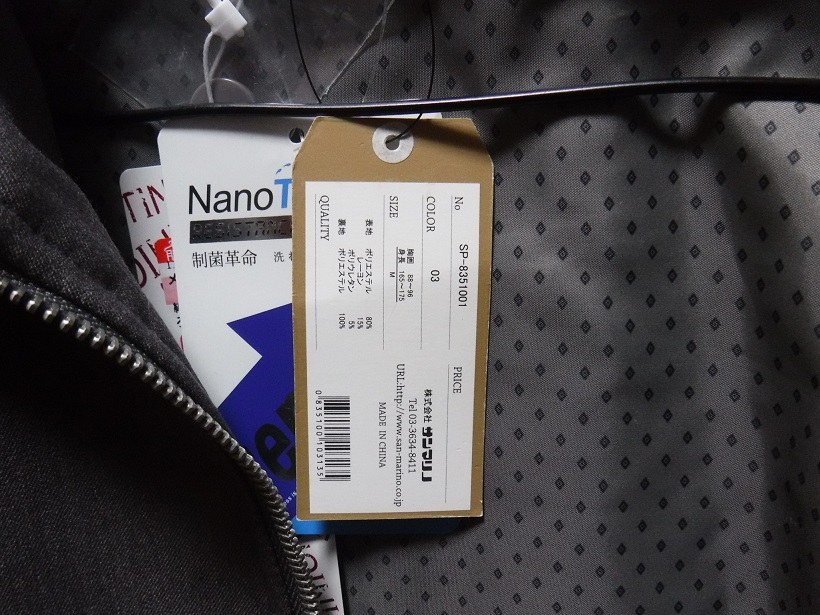 No SP-8351001
COLOR 03
SIZE
胸囲 88～96
身長 165～175
M
QUALITY
表地 ポリエステル 80%
レーヨン 15%
ポリウレタン 5%
裏地 ポリエステル 100%
PRICE
株式会社 サンマリノ
Tel 03-3634-8411
URL:http://www.san-marino.co.jp
MADE IN CHINA
0835100103135
Nano
RESISTANC
制菌革命
洗